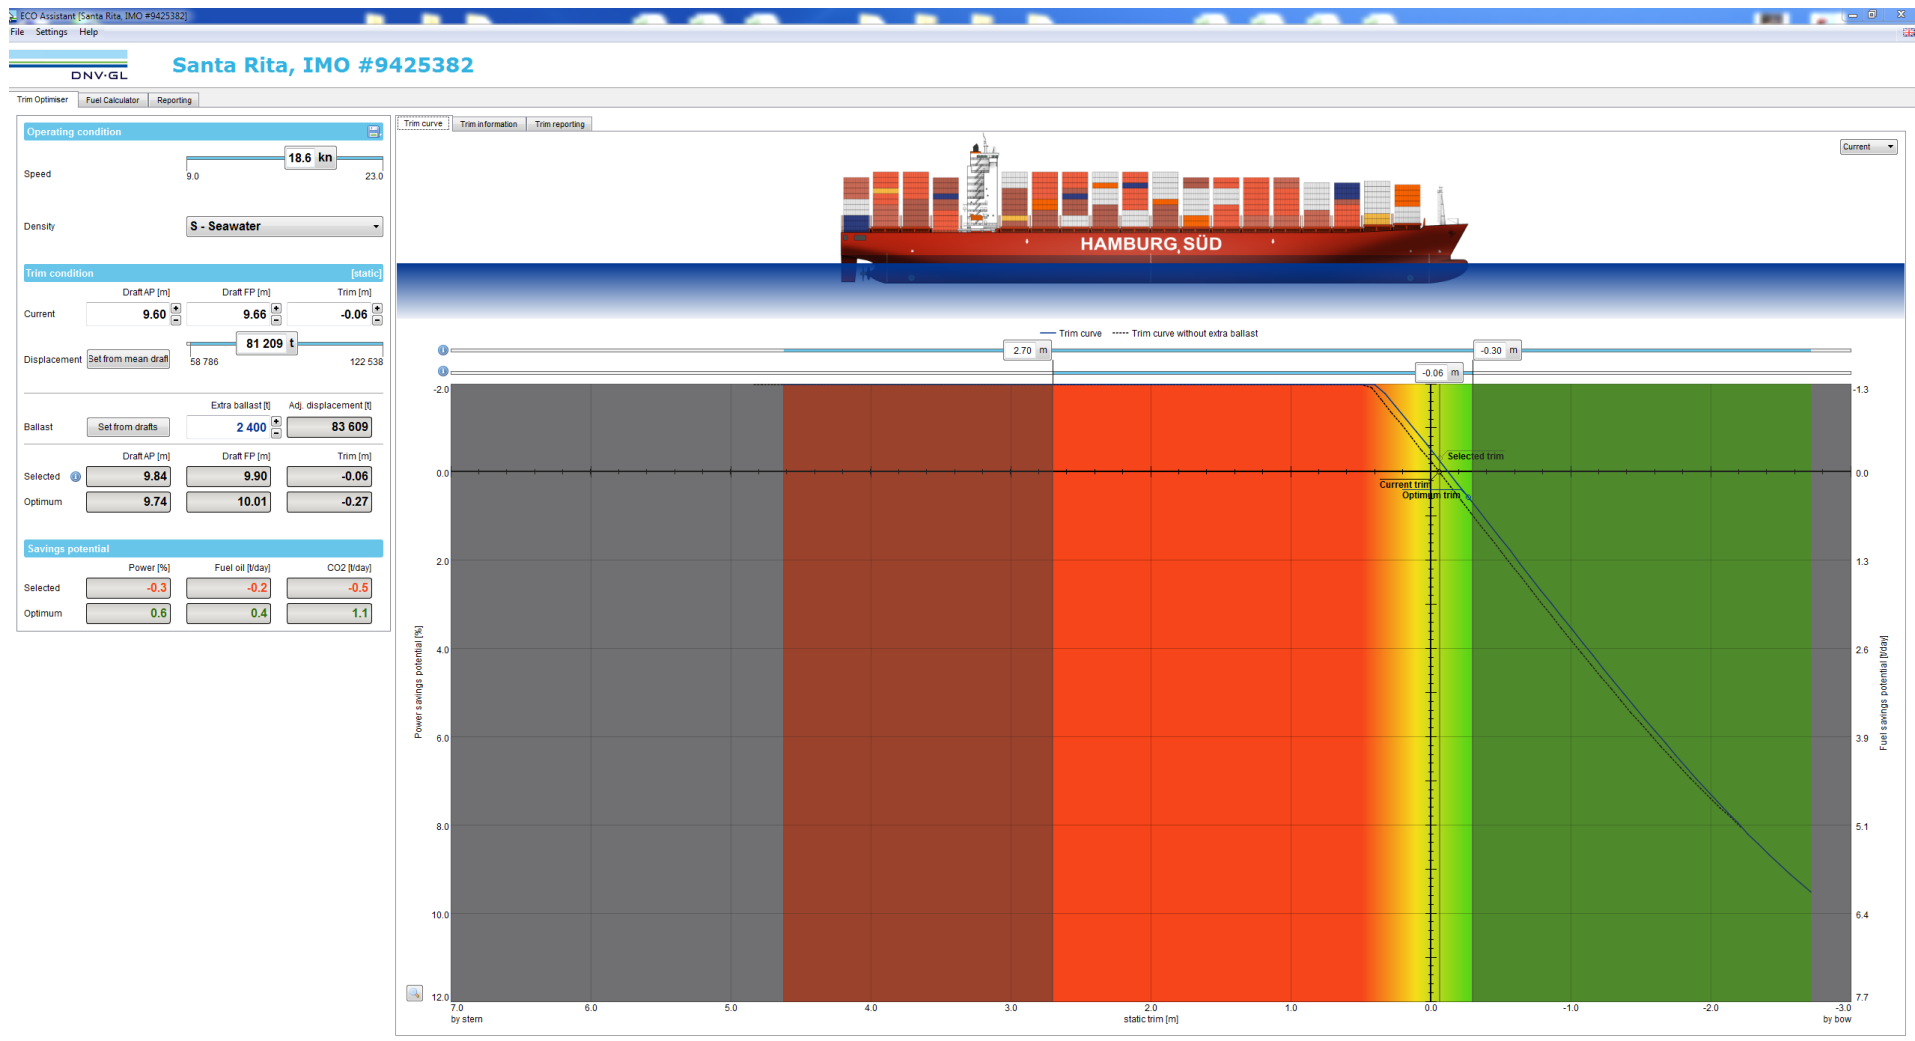 ECO Assistant [Santa Rita, IMO #9425382]
File Settings Help
DNV·GL
Santa Rita, IMO #9425382
Trim Optimiser Fuel Calculator Reporting
Operating condition
Speed
18.6 kn
9.0 23.0
Density
S - Seawater
Trim condition [static]
Draft AP [m] Draft FP [m] Trim [m]
Current 9.60 9.66 -0.06
Displacement Set from mean draft
81 209 t
58 786 122 538
Extra ballast [t] Adj. displacement [t]
Ballast Set from drafts 2 400 83 609
Draft AP [m] Draft FP [m] Trim [m]
Selected 9.84 9.90 -0.06
Optimum 9.74 10.01 -0.27
Savings potential
Power [%] Fuel oil [t/day] CO2 [t/day]
Selected -0.3 -0.2 -0.5
Optimum 0.6 0.4 1.1
Trim curve Trim information Trim reporting
Current
HAMBURG SÜD
Trim curve Trim curve without extra ballast
2.70 m -0.30 m
-0.06 m
-2.0 -1.3
Selected trim
0.0 0.0
Current trim
Optimum trim
2.0 1.3
4.0 2.6
6.0 3.9
8.0 5.1
10.0 6.4
12.0 7.7
Power savings potential [%]
Fuel savings potential [t/day]
7.0 6.0 5.0 4.0 3.0 2.0 1.0 0.0 -1.0 -2.0 -3.0
by stern static trim [m] by bow